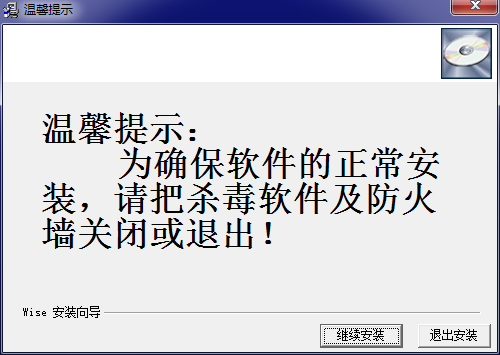 温馨提示
温馨提示：
为确保软件的正常安
装，请把杀毒软件及防火
墙关闭或退出！
Wise 安装向导
继续安装 退出安装